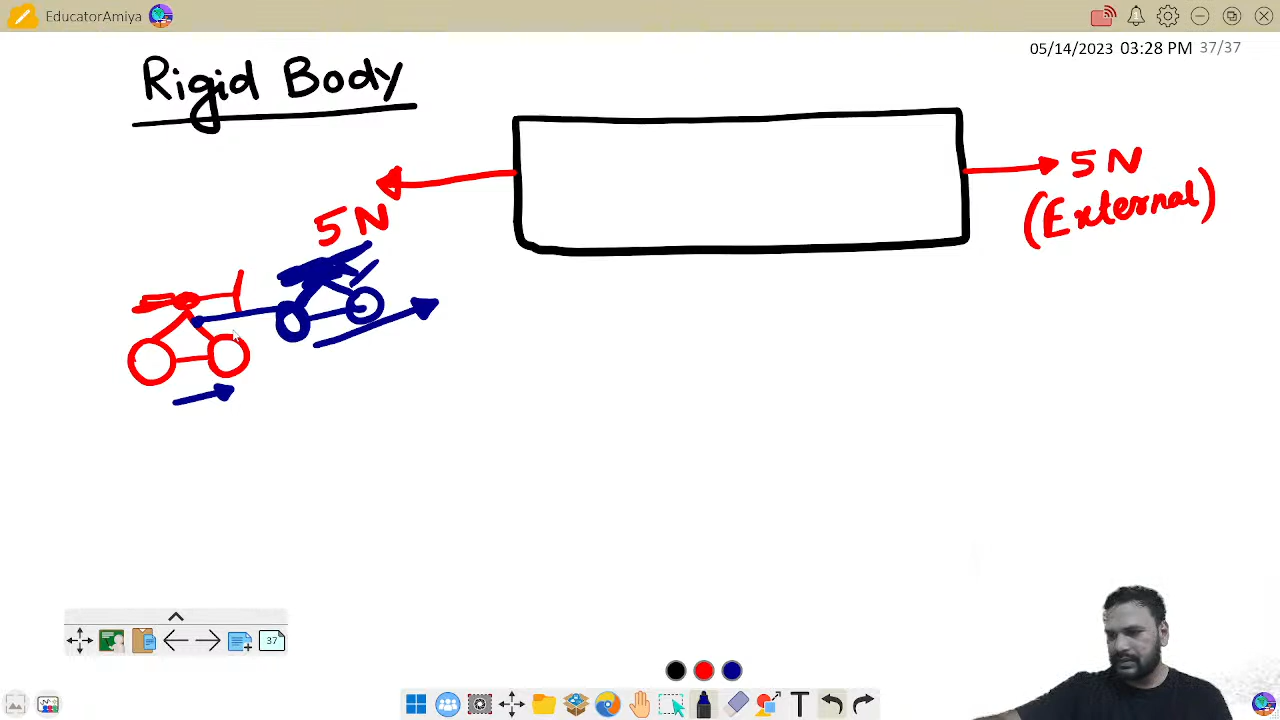 EducatorAmiya
05/14/2023 03:28 PM 37/37
Rigid Body
5 N
5 N
(External)
37
T